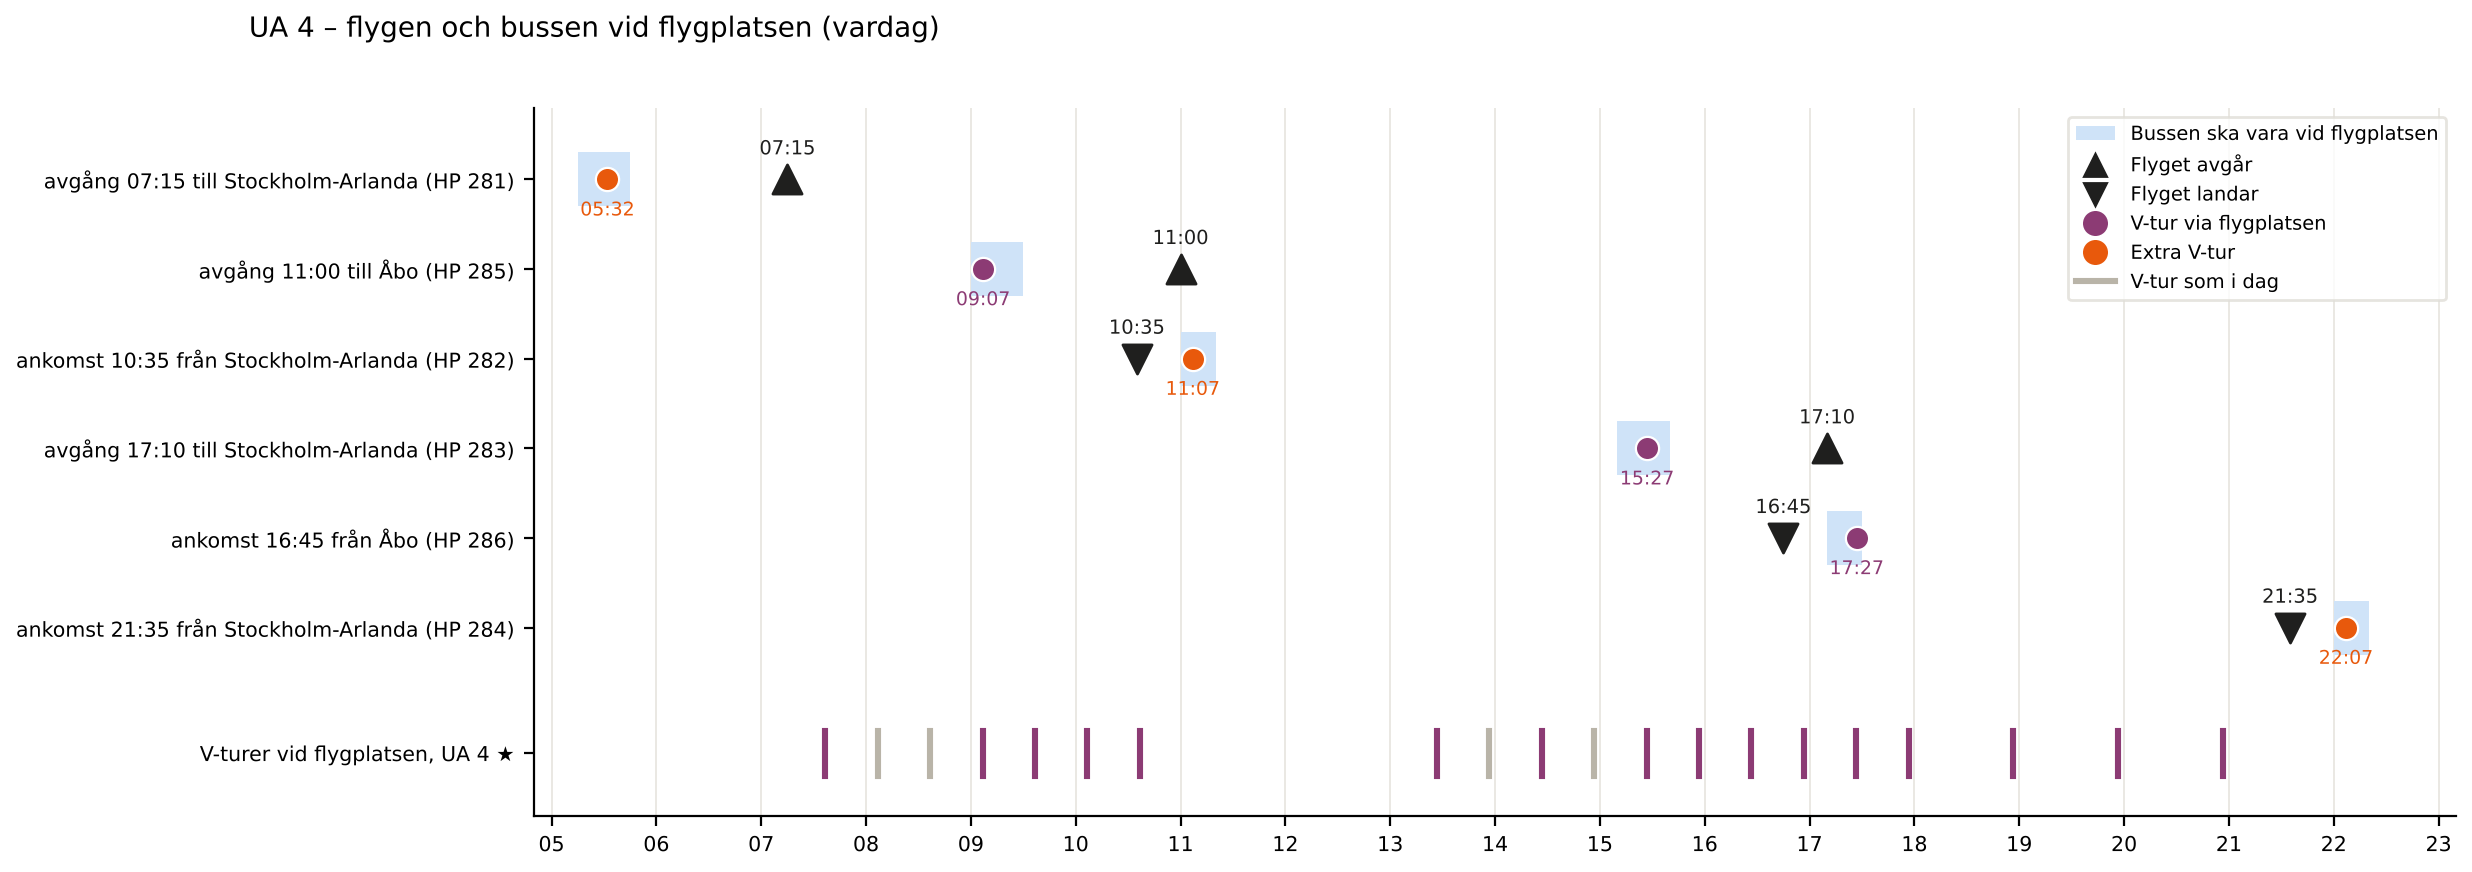 UA 4 – flygen och bussen vid flygplatsen (vardag)
Bussen ska vara vid flygplatsen
Flyget avgår
Flyget landar
V-tur via flygplatsen
Extra V-tur
V-tur som i dag
avgång 07:15 till Stockholm-Arlanda (HP 281)
07:15
05:32
avgång 11:00 till Åbo (HP 285)
11:00
09:07
ankomst 10:35 från Stockholm-Arlanda (HP 282)
10:35
11:07
avgång 17:10 till Stockholm-Arlanda (HP 283)
17:10
15:27
ankomst 16:45 från Åbo (HP 286)
16:45
17:27
ankomst 21:35 från Stockholm-Arlanda (HP 284)
21:35
22:07
V-turer vid flygplatsen, UA 4 ★
05 06 07 08 09 10 11 12 13 14 15 16 17 18 19 20 21 22 23